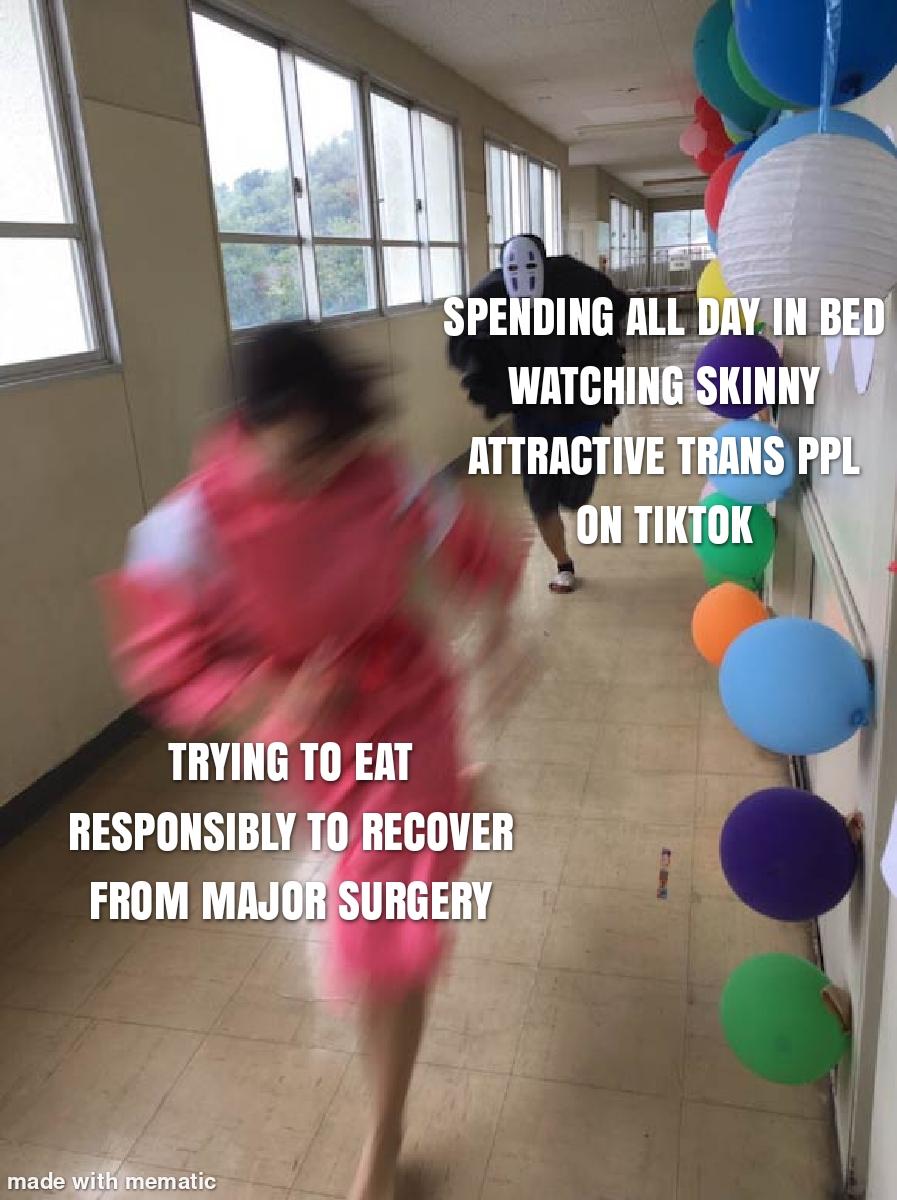 SPENDING ALL DAY IN BED
WATCHING SKINNY
ATTRACTIVE TRANS PPL
ON TIKTOK
TRYING TO EAT
RESPONSIBLY TO RECOVER
FROM MAJOR SURGERY
made with mematic